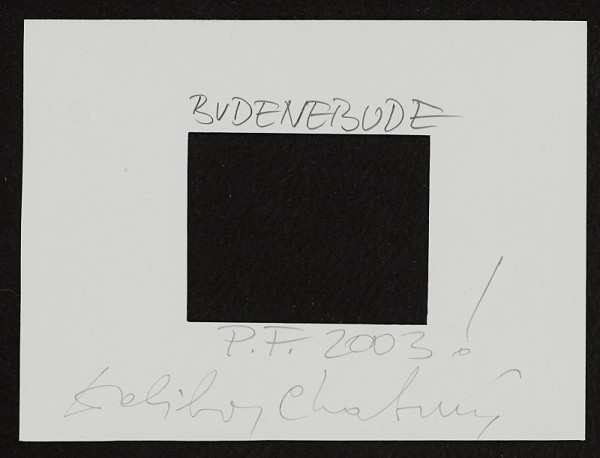 BUDENEBUDE
P.F. 2003!
Dalibor Chatrný